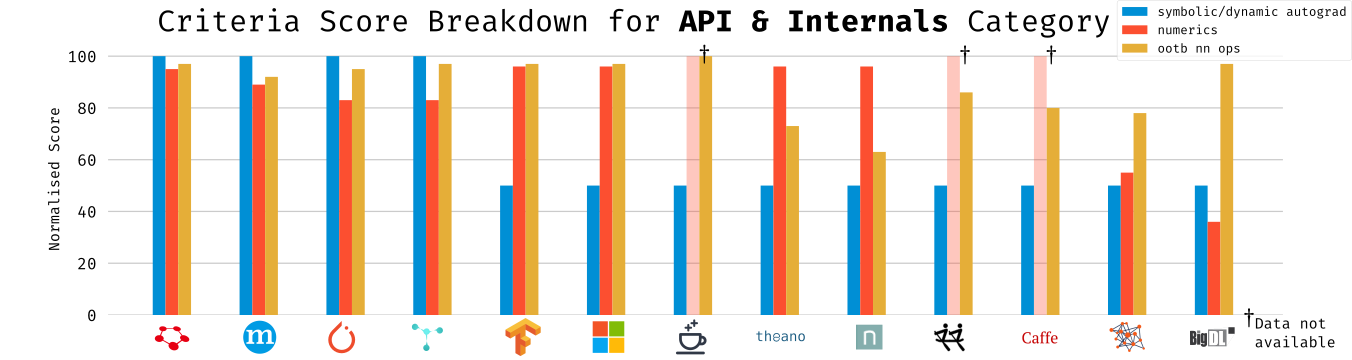 Criteria Score Breakdown for API & Internals Category
symbolic/dynamic autograd
numerics
ootb nn ops
Normalised Score
100
80
60
40
20
0
†
†
†
m
++
theano
n
Caffe
BigDL
†Data not
available